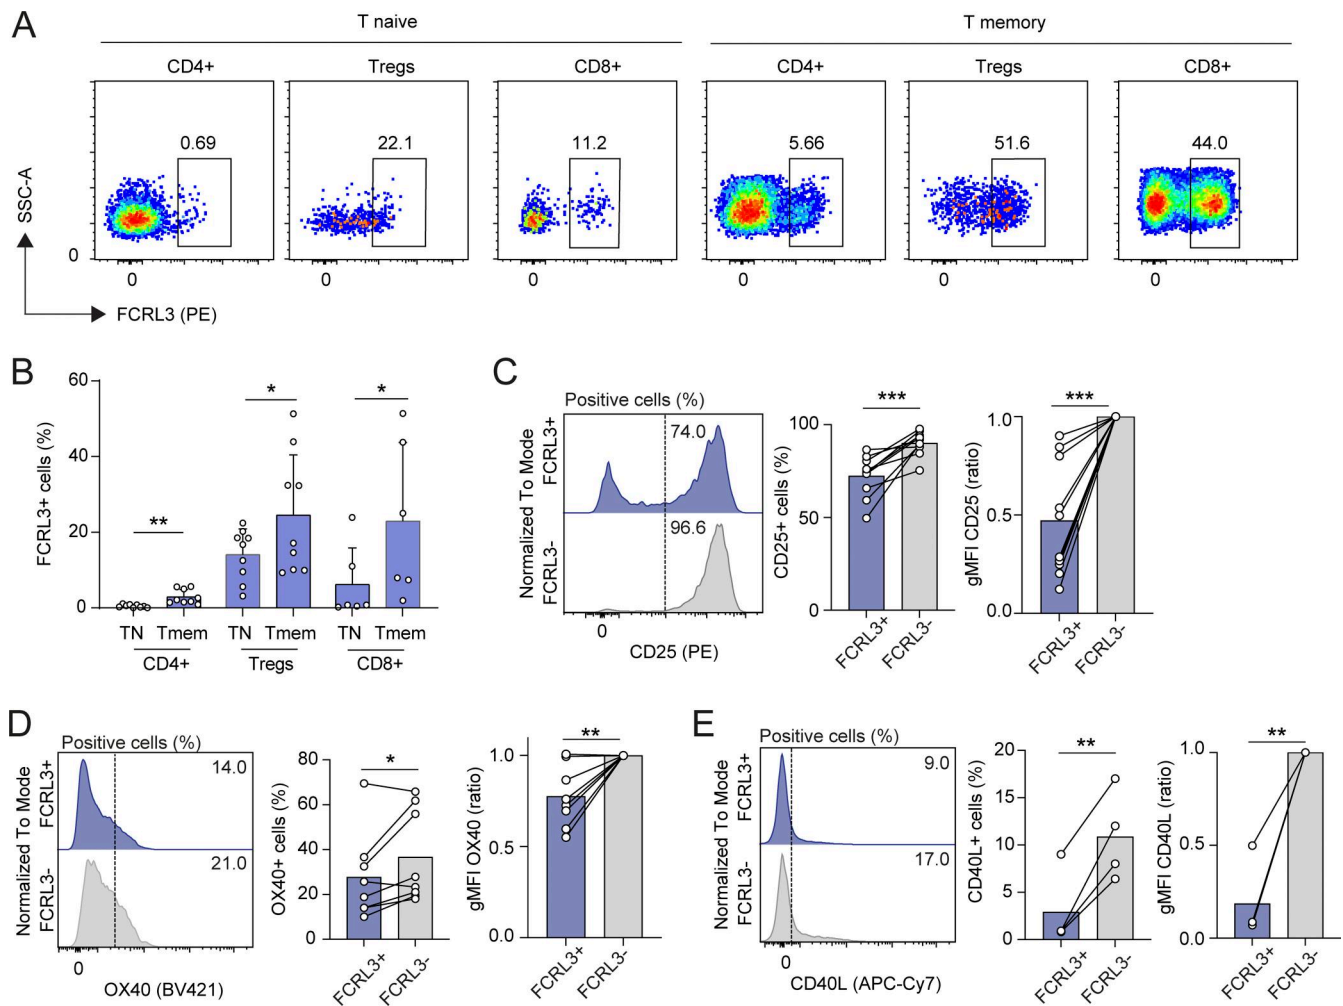 A
T naive
T memory
CD4+
Tregs
CD8+
CD4+
Tregs
CD8+
0.69
22.1
11.2
5.66
51.6
44.0
SSC-A
0
0
0
0
0
0
0
FCRL3 (PE)
B
FCRL3+ cells (%)
60
40
20
0
**
*
*
TN
Tmem
TN
Tmem
TN
Tmem
CD4+
Tregs
CD8+
C
Positive cells (%)
Normalized To Mode
FCRL3+
FCRL3-
74.0
96.6
0
CD25 (PE)
***
CD25+ cells (%)
100
50
0
FCRL3+
FCRL3-
***
gMFI CD25 (ratio)
1.0
0.5
0.0
FCRL3+
FCRL3-
D
Positive cells (%)
Normalized To Mode
FCRL3+
FCRL3-
14.0
21.0
0
OX40 (BV421)
*
OX40+ cells (%)
80
60
40
20
0
FCRL3+
FCRL3-
**
gMFI OX40 (ratio)
1.0
0.5
0.0
FCRL3+
FCRL3-
E
Positive cells (%)
Normalized To Mode
FCRL3+
FCRL3-
9.0
17.0
0
CD40L (APC-Cy7)
**
CD40L+ cells (%)
20
15
10
5
0
FCRL3+
FCRL3-
**
gMFI CD40L (ratio)
1.0
0.5
0.0
FCRL3+
FCRL3-